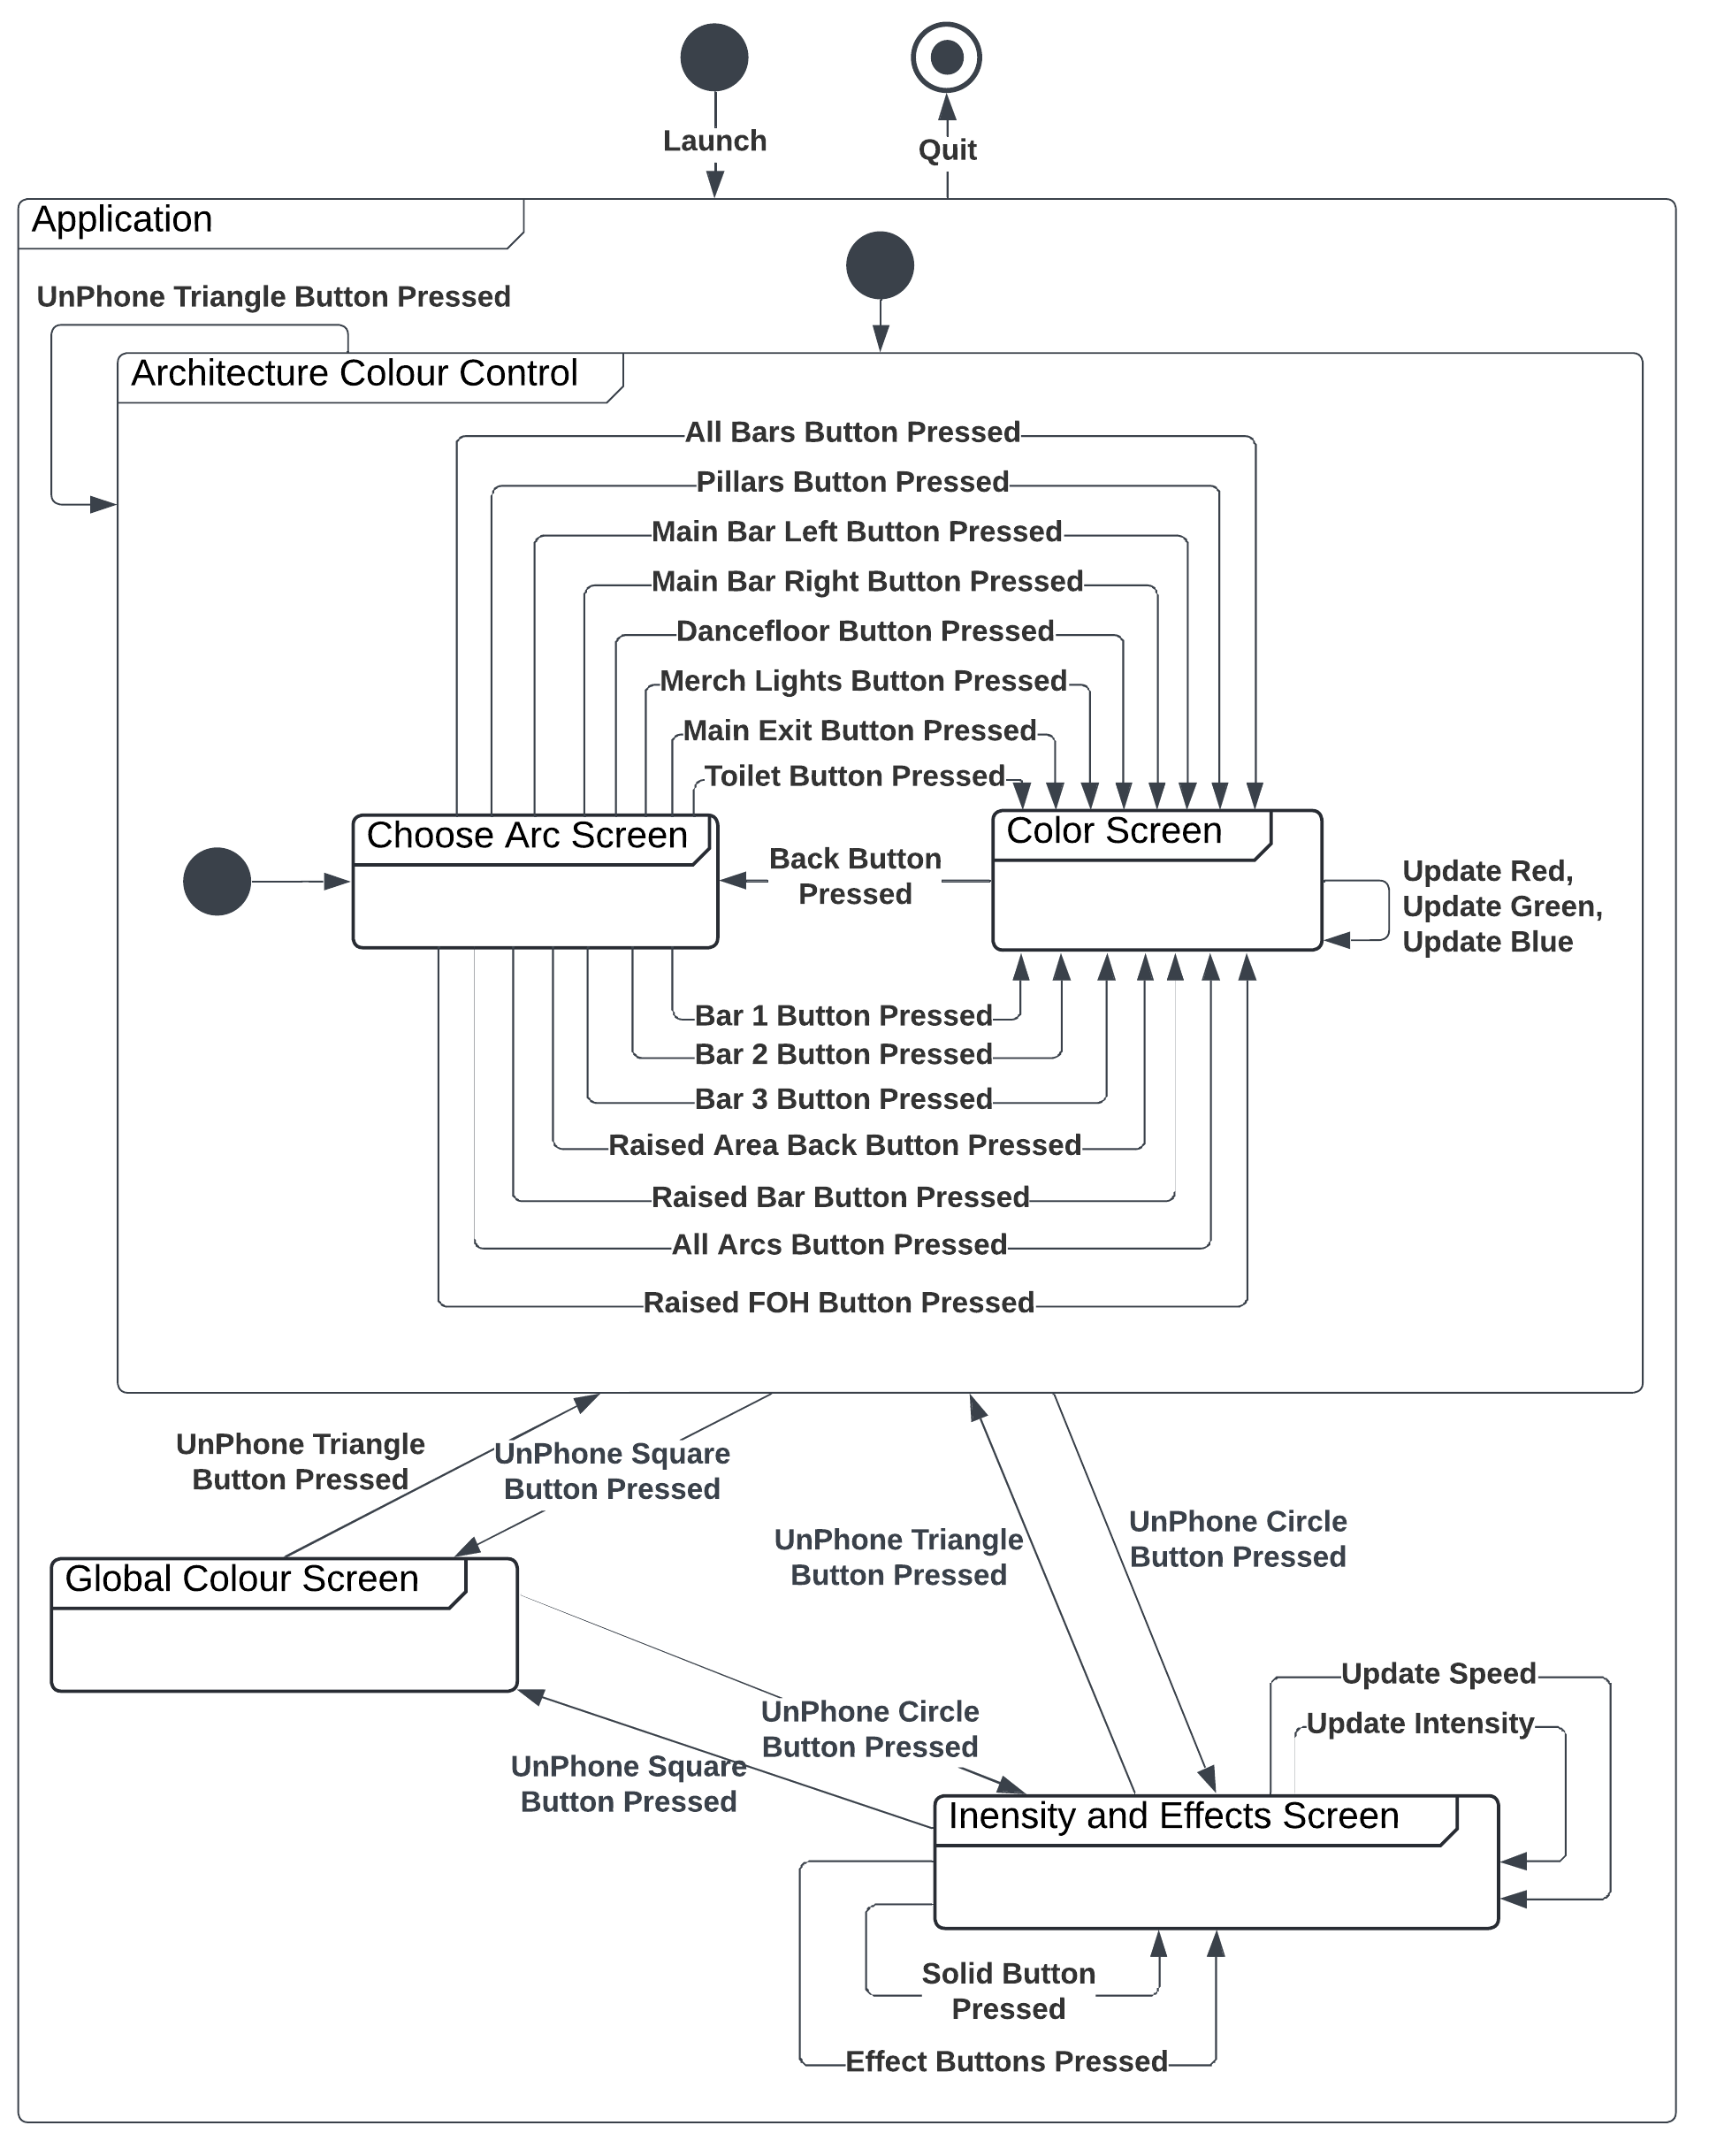 Launch
Quit
Application
UnPhone Triangle Button Pressed
Architecture Colour Control
All Bars Button Pressed
Pillars Button Pressed
Main Bar Left Button Pressed
Main Bar Right Button Pressed
Dancefloor Button Pressed
Merch Lights Button Pressed
Main Exit Button Pressed
Toilet Button Pressed
Choose Arc Screen
Color Screen
Back Button
Pressed
Update Red,
Update Green,
Update Blue
Bar 1 Button Pressed
Bar 2 Button Pressed
Bar 3 Button Pressed
Raised Area Back Button Pressed
Raised Bar Button Pressed
All Arcs Button Pressed
Raised FOH Button Pressed
UnPhone Triangle
Button Pressed
UnPhone Square
Button Pressed
UnPhone Triangle
Button Pressed
UnPhone Circle
Button Pressed
Global Colour Screen
UnPhone Circle
Button Pressed
UnPhone Square
Button Pressed
Update Speed
Update Intensity
Inensity and Effects Screen
Solid Button
Pressed
Effect Buttons Pressed